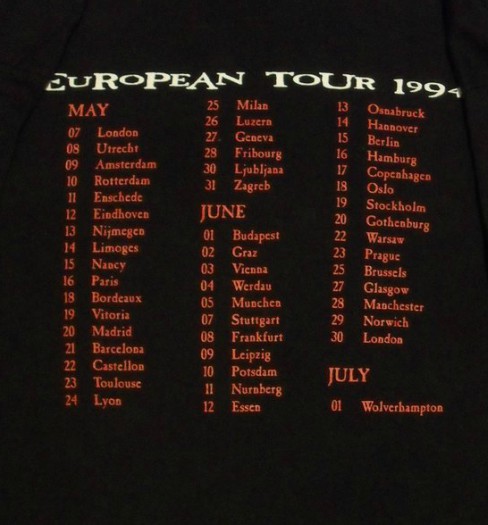 EUROPEAN TOUR 1994
MAY
07 London
08 Utrecht
09 Amsterdam
10 Rotterdam
11 Enschede
12 Eindhoven
13 Nijmegen
14 Limoges
15 Nancy
16 Paris
18 Bordeaux
19 Vitoria
20 Madrid
21 Barcelona
22 Castellon
23 Toulouse
24 Lyon
25 Milan
26 Luzern
27 Geneva
28 Fribourg
30 Ljubljana
31 Zagreb
JUNE
01 Budapest
02 Graz
03 Vienna
04 Werdau
05 Munchen
07 Stuttgart
08 Frankfurt
09 Leipzig
10 Potsdam
11 Nurnberg
12 Essen
13 Osnabruck
14 Hannover
15 Berlin
16 Hamburg
17 Copenhagen
18 Oslo
19 Stockholm
20 Gothenburg
22 Warsaw
23 Prague
25 Brussels
27 Glasgow
28 Manchester
29 Norwich
30 London
JULY
01 Wolverhampton